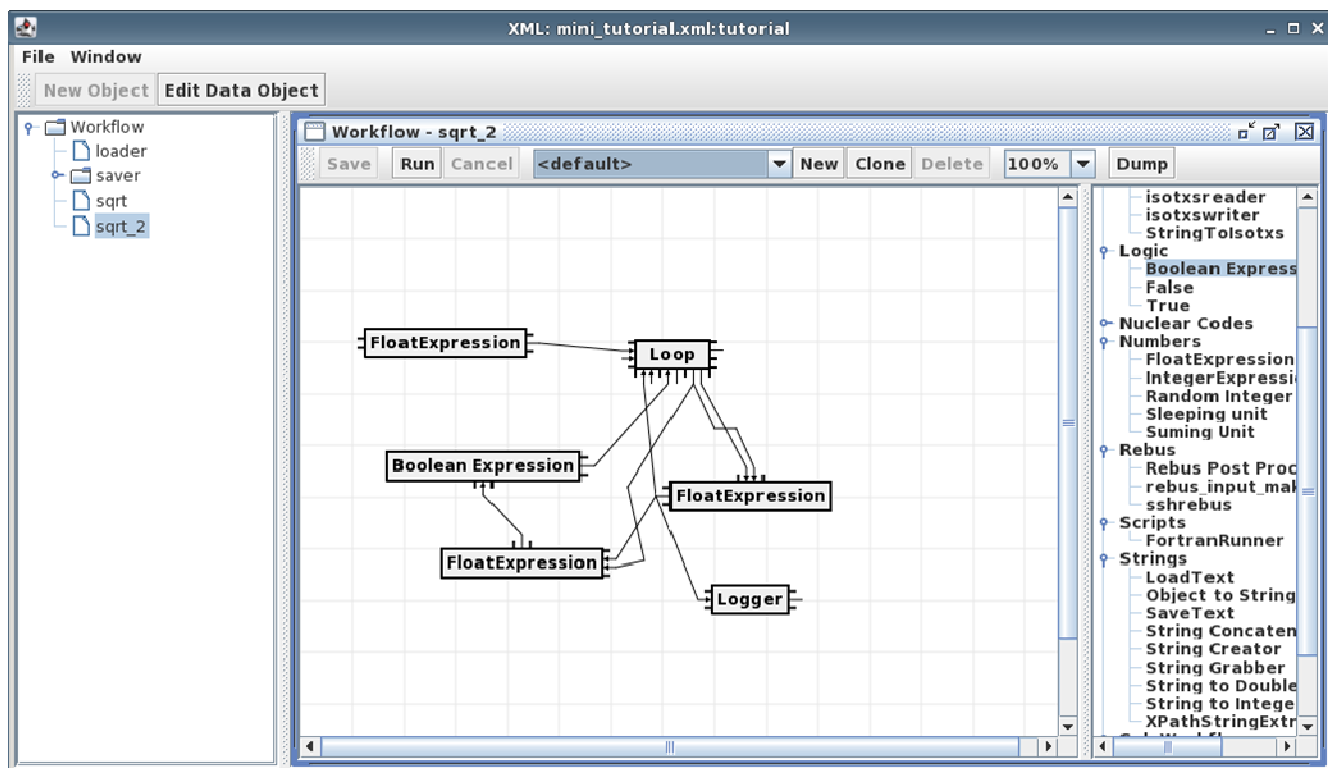 XML: mini_tutorial.xml:tutorial
File Window
New Object Edit Data Object
Workflow
loader
saver
sqrt
sqrt_2
Workflow - sqrt_2
Save Run Cancel <default> New Clone Delete 100% Dump
FloatExpression
Loop
Boolean Expression
FloatExpression
FloatExpression
Logger
isotxsreader
isotxswriter
StringToIsotxs
Logic
Boolean Express
False
True
Nuclear Codes
Numbers
FloatExpression
IntegerExpressi
Random Integer
Sleeping unit
Suming Unit
Rebus
Rebus Post Proc
rebus_input_mak
sshrebus
Scripts
FortranRunner
Strings
LoadText
Object to String
SaveText
String Concaten
String Creator
String Grabber
String to Double
String to Intege
XPathStringExtr